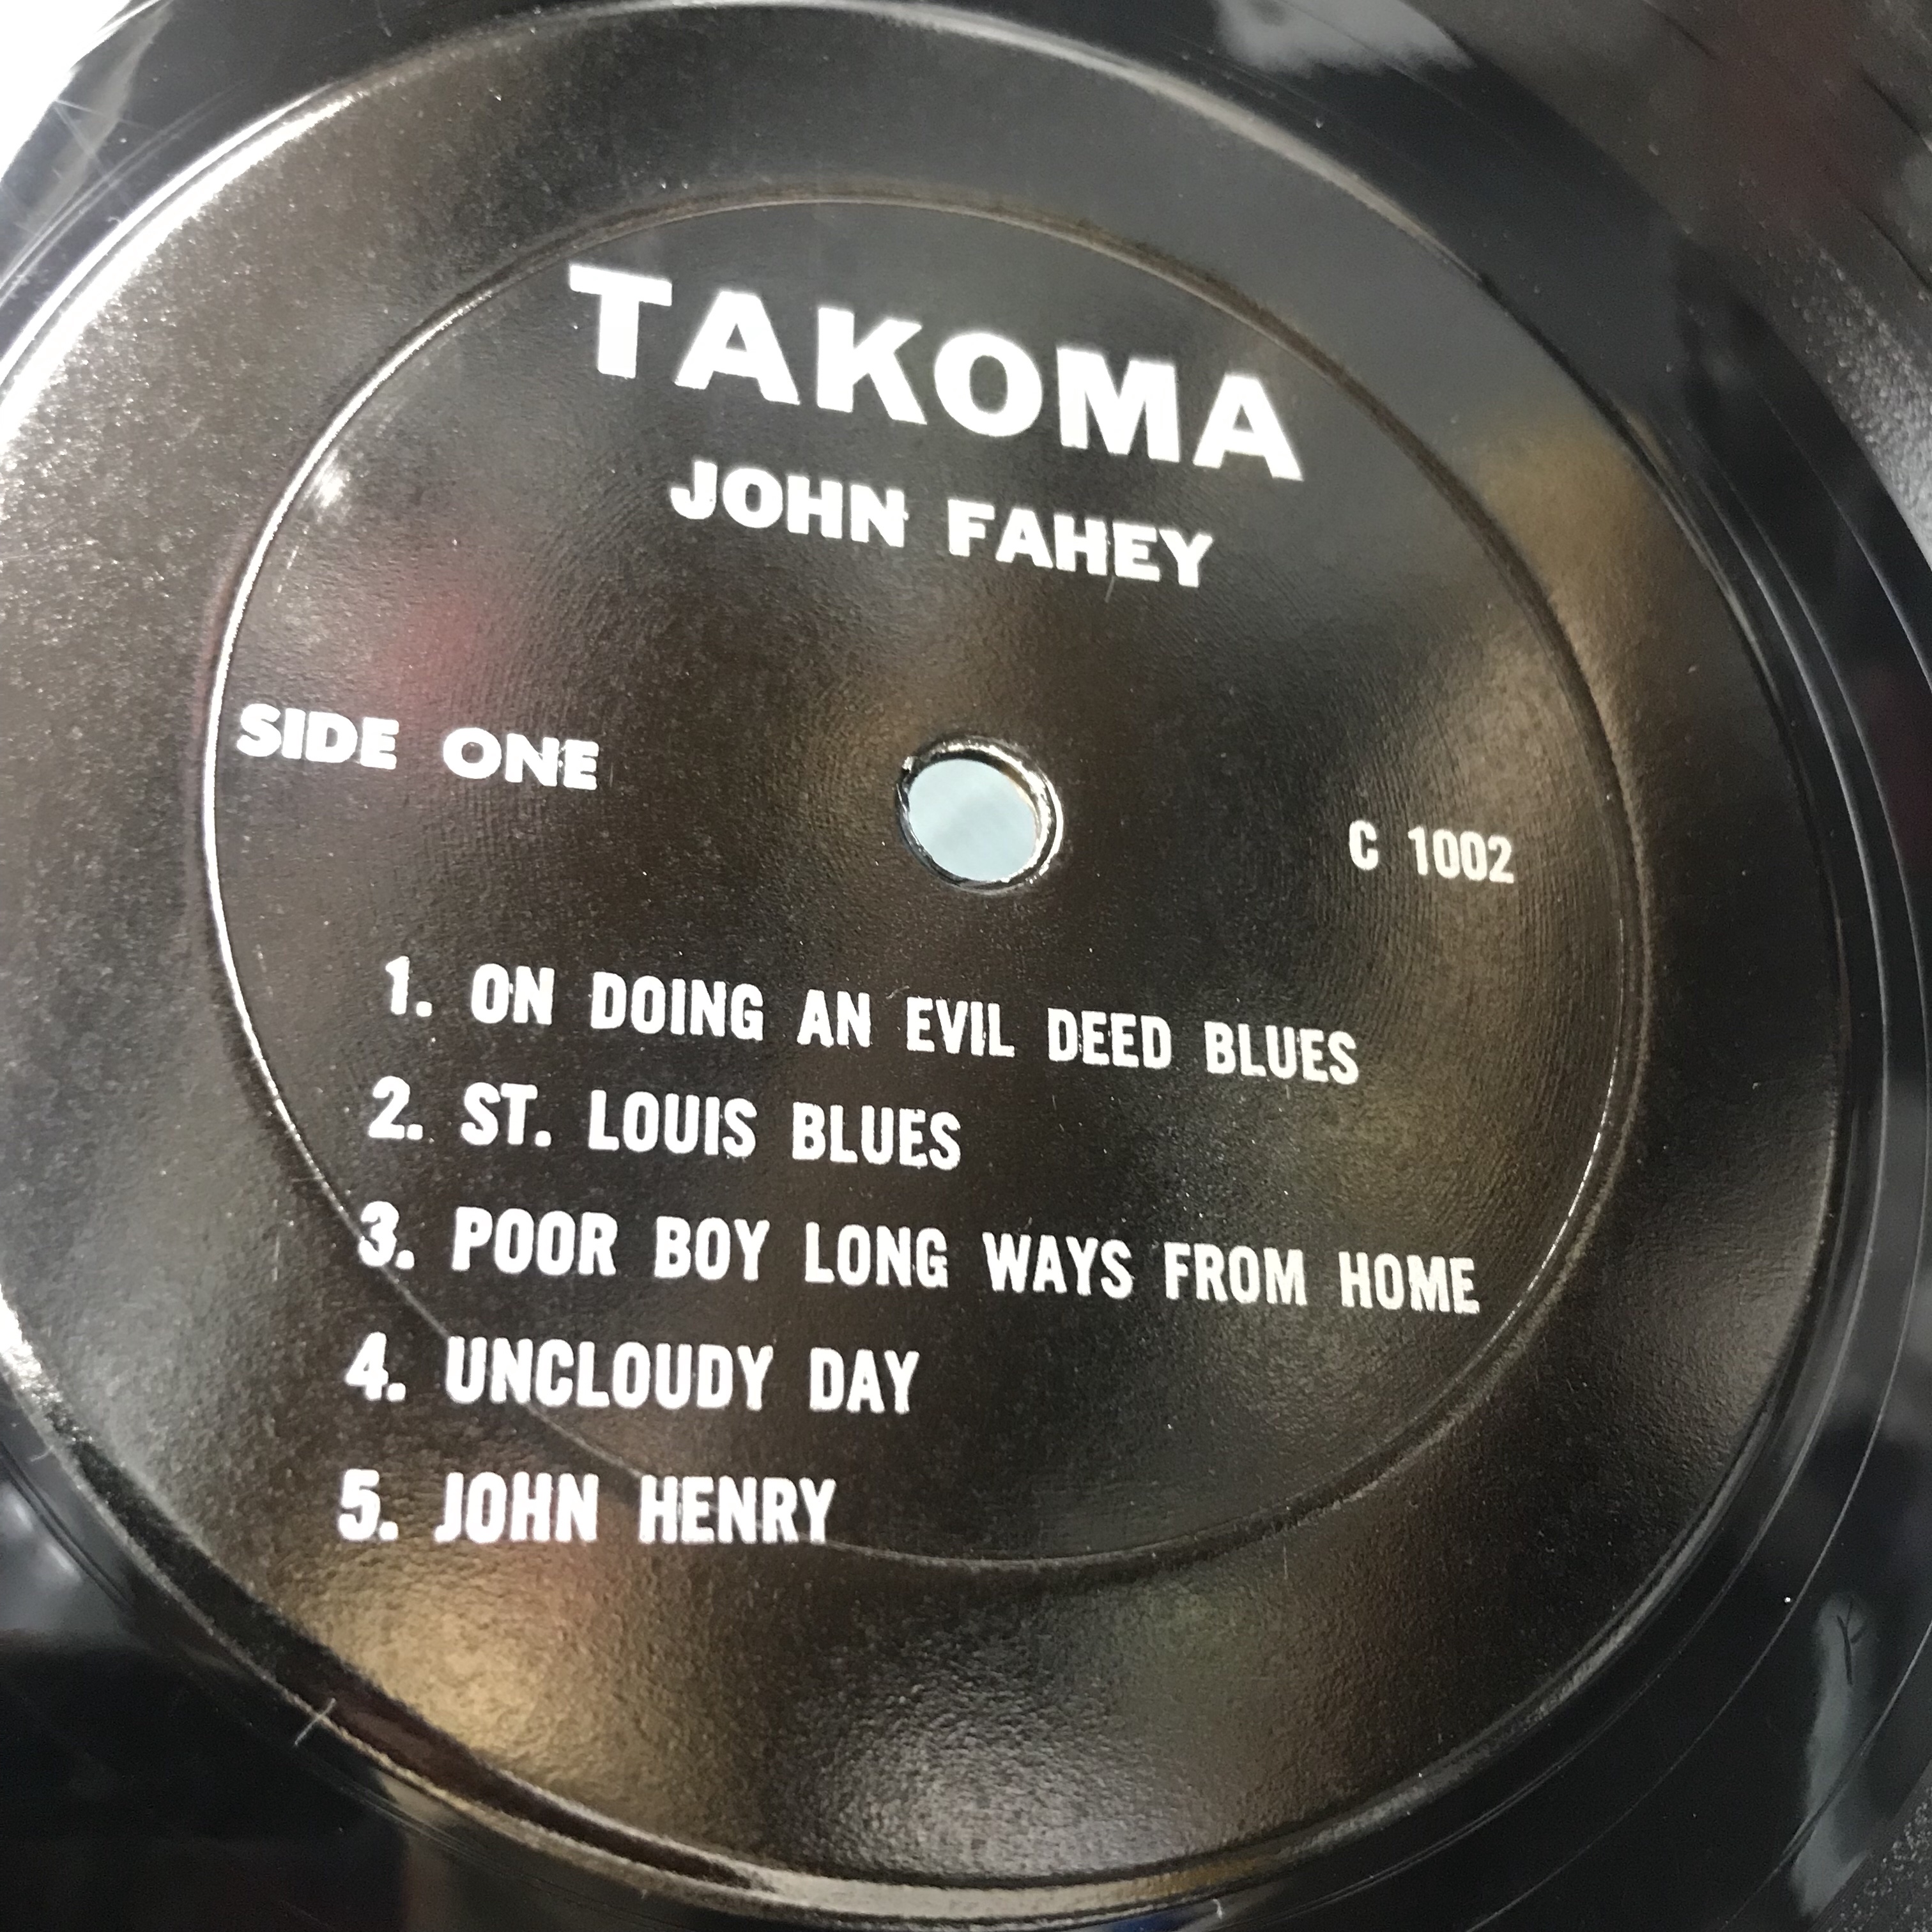 TAKOMA
JOHN FAHEY
SIDE ONE
C 1002
1. ON DOING AN EVIL DEED BLUES
2. ST. LOUIS BLUES
3. POOR BOY LONG WAYS FROM HOME
4. UNCLOUDY DAY
5. JOHN HENRY